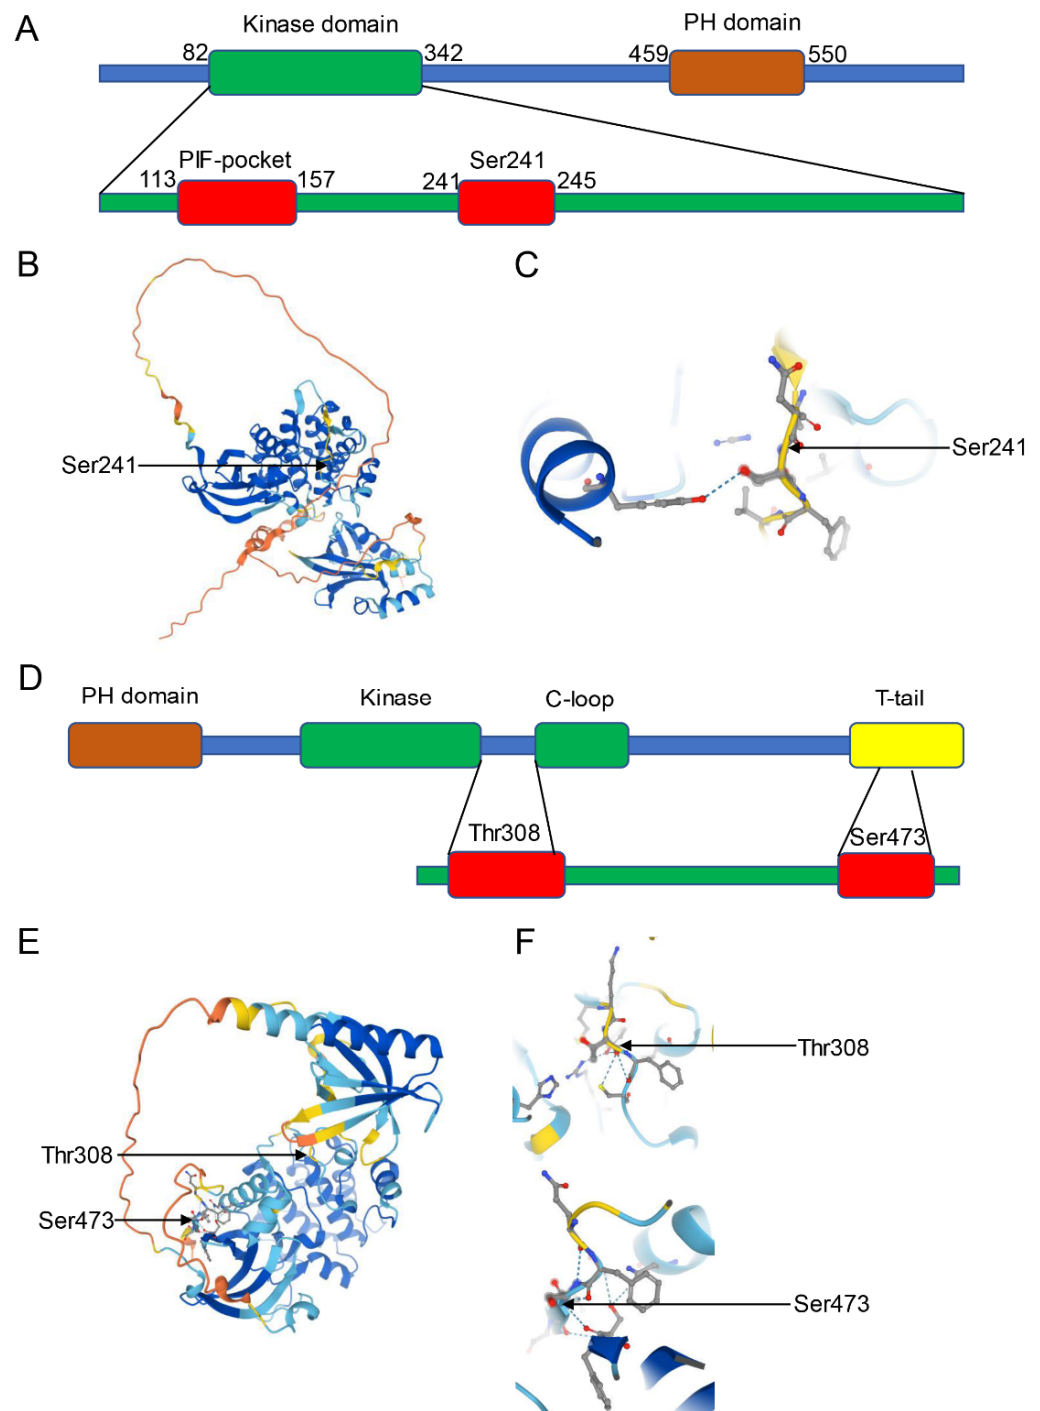 A
Kinase domain
PH domain
82
342
459
550
PIF-pocket
Ser241
113
157
241
245
B
C
Ser241
Ser241
D
PH domain
Kinase
C-loop
T-tail
Thr308
Ser473
E
F
Thr308
Thr308
Ser473
Ser473